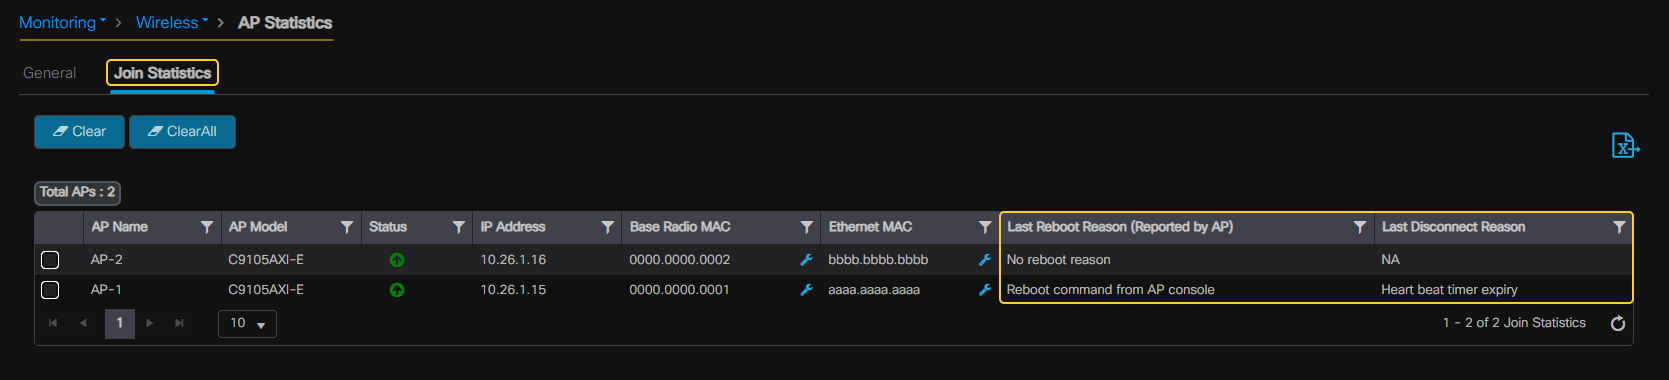 Monitoring > Wireless > AP Statistics
General Join Statistics
Clear ClearAll
Total APs : 2
AP Name AP Model Status IP Address Base Radio MAC Ethernet MAC Last Reboot Reason (Reported by AP) Last Disconnect Reason
AP-2 C9105AXI-E 10.26.1.16 0000.0000.0002 bbbb.bbbb.bbbb No reboot reason NA
AP-1 C9105AXI-E 10.26.1.15 0000.0000.0001 aaaa.aaaa.aaaa Reboot command from AP console Heart beat timer expiry
1 10 1 - 2 of 2 Join Statistics